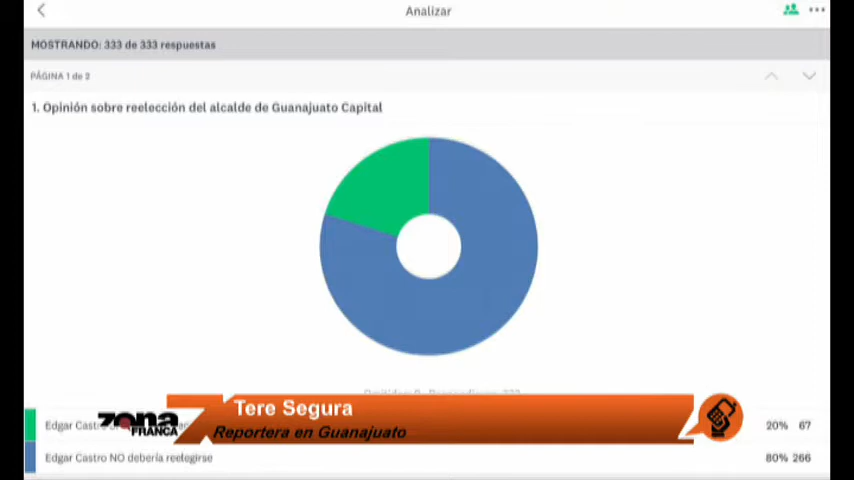 Analizar
MOSTRANDO: 333 de 333 respuestas
PÁGINA 1 de 2
1. Opinión sobre reelección del alcalde de Guanajuato Capital
Tere Segura
zona
FRANCA
Reportera en Guanajuato
Edgar 20% 67
Edgar Castro NO debería reelegirse 80% 266